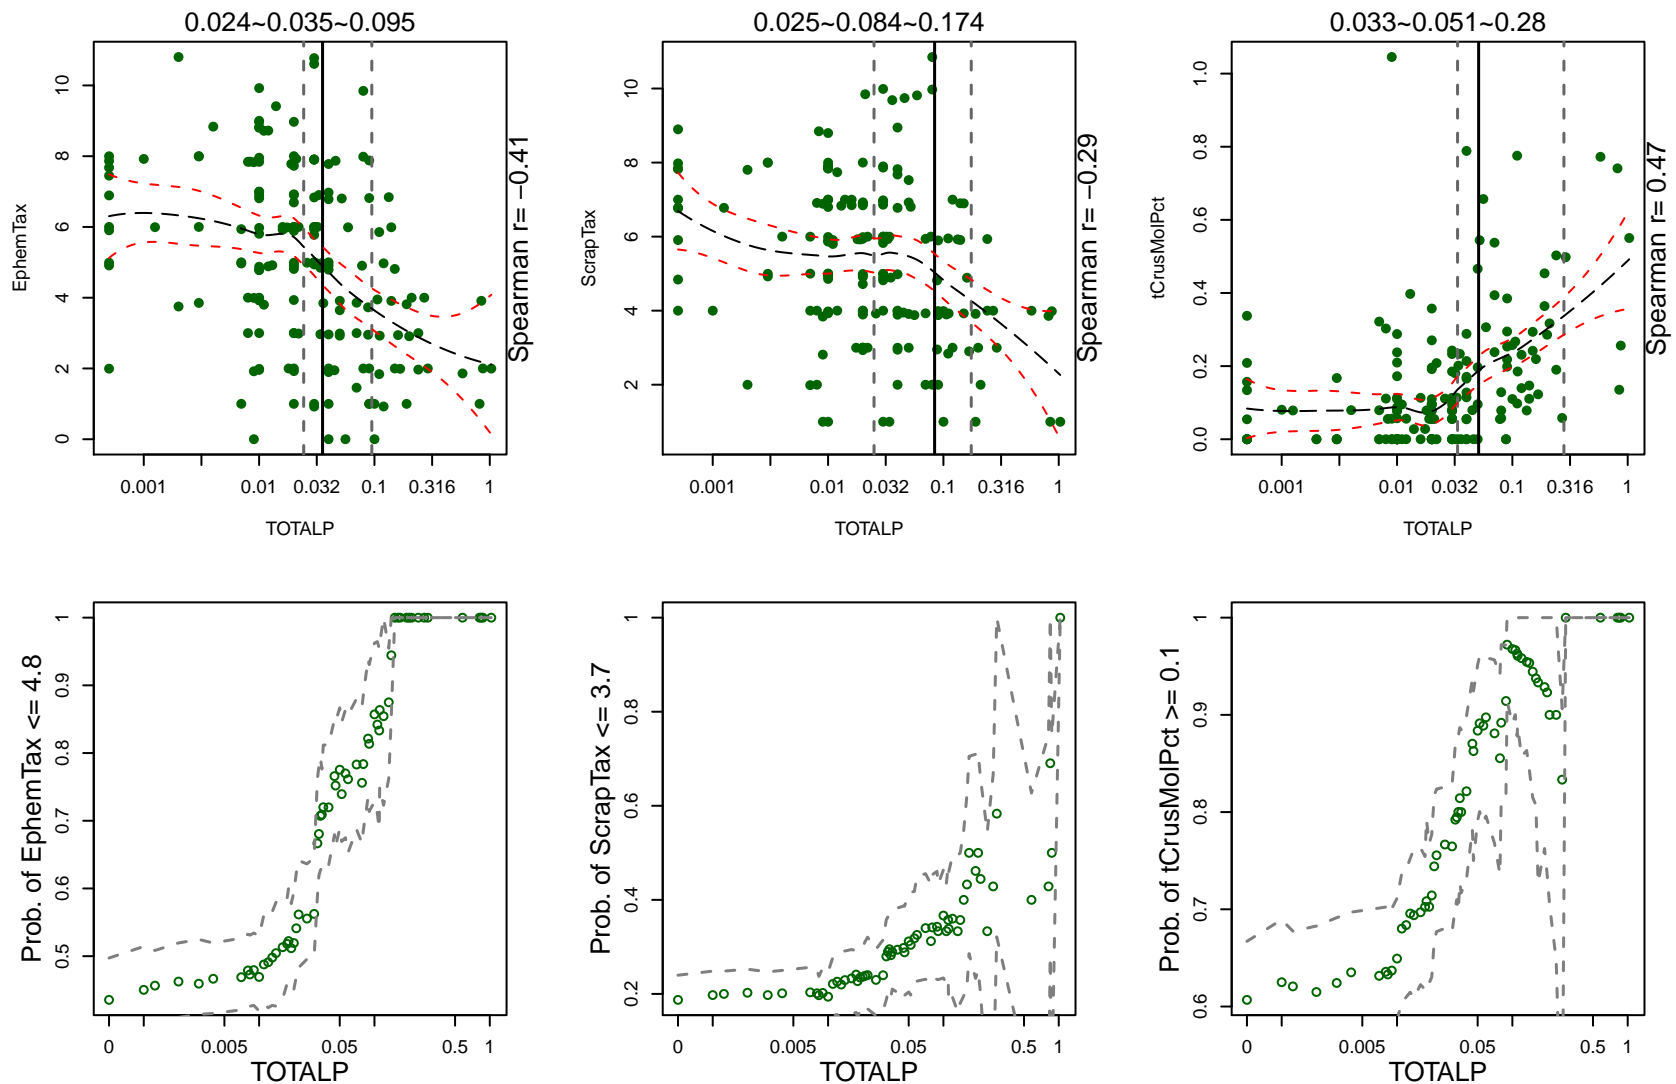 0.024~0.035~0.095
0.025~0.084~0.174
0.033~0.051~0.28
EphemTax
0 2 4 6 8 10
0.001 0.01 0.032 0.1 0.316 1
TOTALP
Spearman r= −0.41
ScrapTax
2 4 6 8 10
0.001 0.01 0.032 0.1 0.316 1
TOTALP
Spearman r= −0.29
tCrusMolPct
0.0 0.2 0.4 0.6 0.8 1.0
0.001 0.01 0.032 0.1 0.316 1
TOTALP
Spearman r= 0.47
Prob. of EphemTax <= 4.8
0.5 0.6 0.7 0.8 0.9 1
0 0.005 0.05 0.5 1
TOTALP
Prob. of ScrapTax <= 3.7
0.2 0.4 0.6 0.8 1
0 0.005 0.05 0.5 1
TOTALP
Prob. of tCrusMolPct >= 0.1
0.6 0.7 0.8 0.9 1
0 0.005 0.05 0.5 1
TOTALP